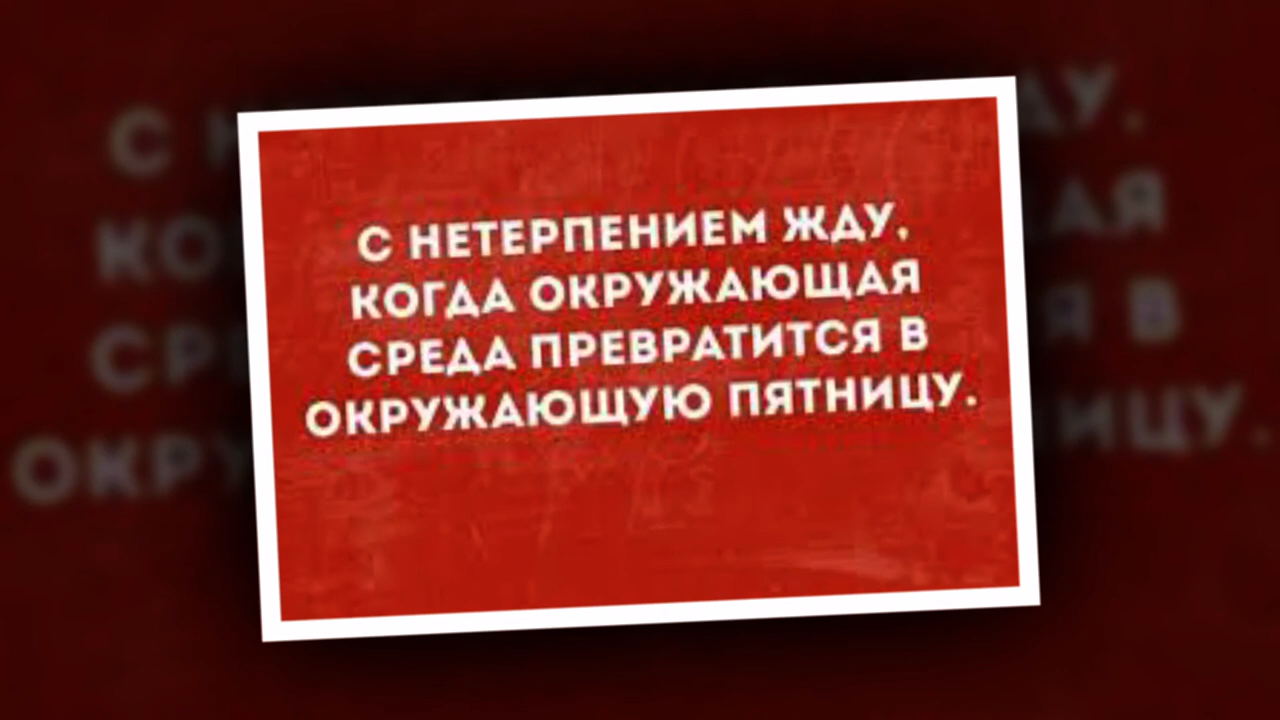 С НЕТЕРПЕНИЕМ ЖДУ,
КОГДА ОКРУЖАЮЩАЯ
СРЕДА ПРЕВРАТИТСЯ В
ОКРУЖАЮЩУЮ ПЯТНИЦУ.